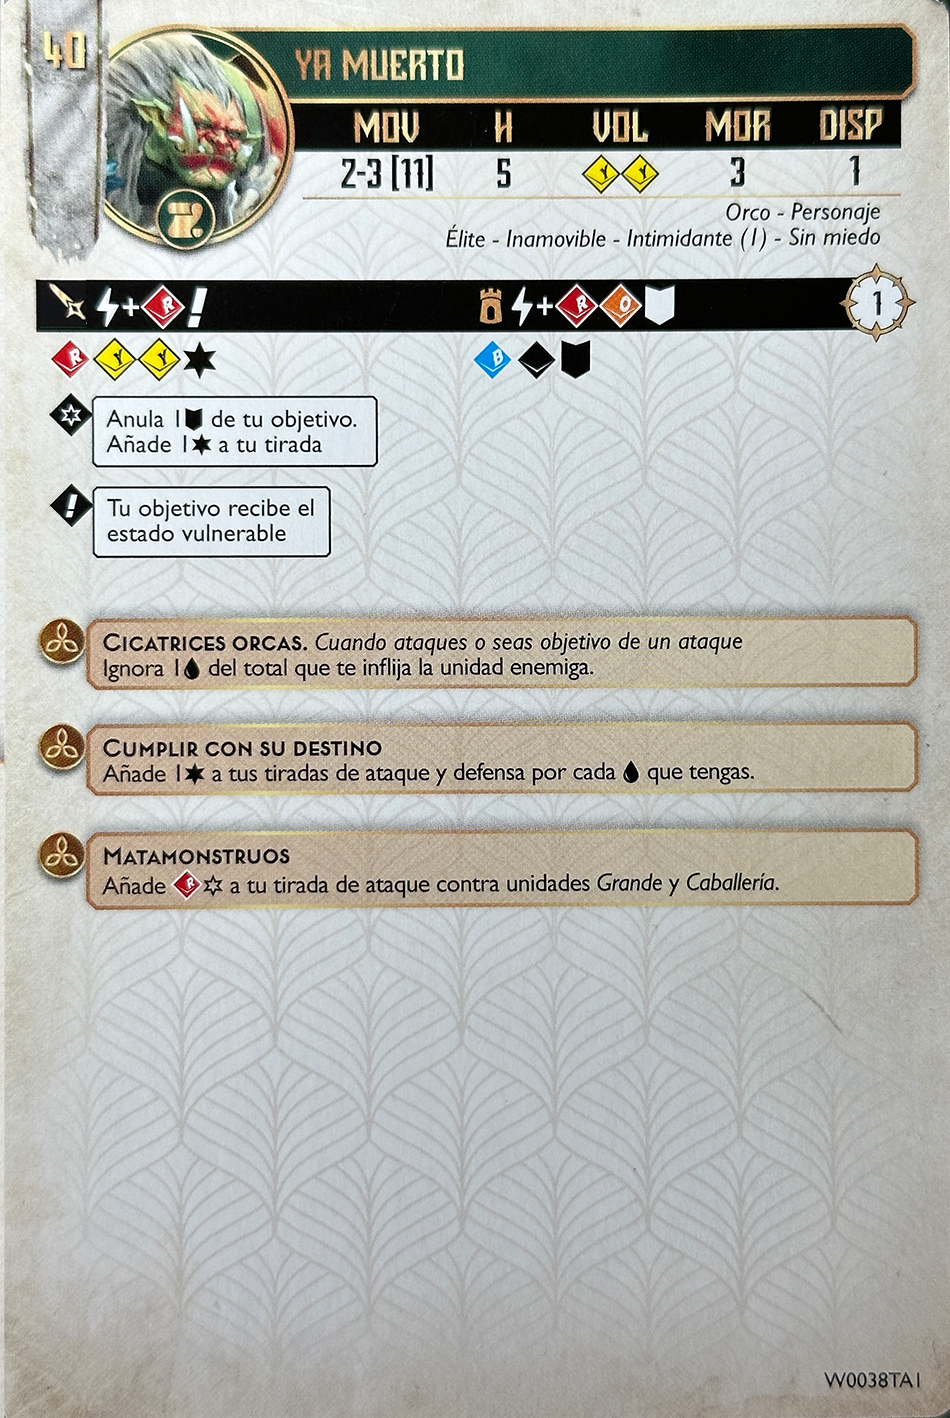 40
YA MUERTO
MOV H VOL MOR DISP
2-3 [11] 5 Y Y 3 1
Orco - Personaje
Élite - Inamovible - Intimidante (1) - Sin miedo
+ R ! + R O 1
R Y Y B
Anula 1 de tu objetivo.
Añade 1 a tu tirada
! Tu objetivo recibe el
estado vulnerable
CICATRICES ORCAS. Cuando ataques o seas objetivo de un ataque
Ignora 1 del total que te inflija la unidad enemiga.
CUMPLIR CON SU DESTINO
Añade 1 a tus tiradas de ataque y defensa por cada que tengas.
MATAMONSTRUOS
Añade R a tu tirada de ataque contra unidades Grande y Caballería.
W0038TA1